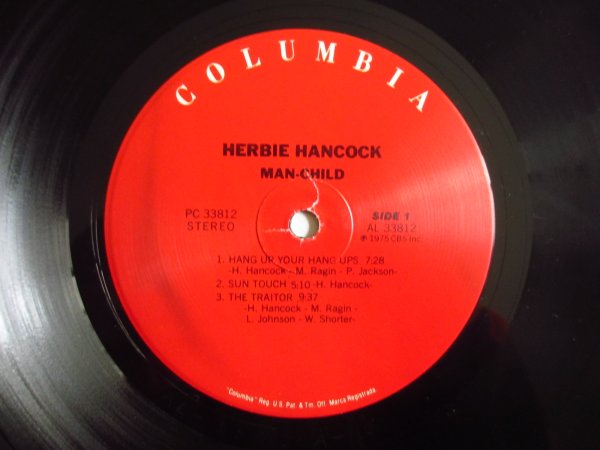 COLUMBIA
HERBIE HANCOCK
MAN-CHILD
PC 33812
STEREO
SIDE 1
AL 33812
℗ 1975 CBS Inc.
1. HANG UP YOUR HANG UPS 7:28
-H. Hancock - M. Ragin - P. Jackson-
2. SUN TOUCH 5:10 -H. Hancock-
3. THE TRAITOR 9:37
-H. Hancock - M. Ragin -
L. Johnson - W. Shorter-
"Columbia" Reg. U.S. Pat. & Tm. Off. Marca Registrada.